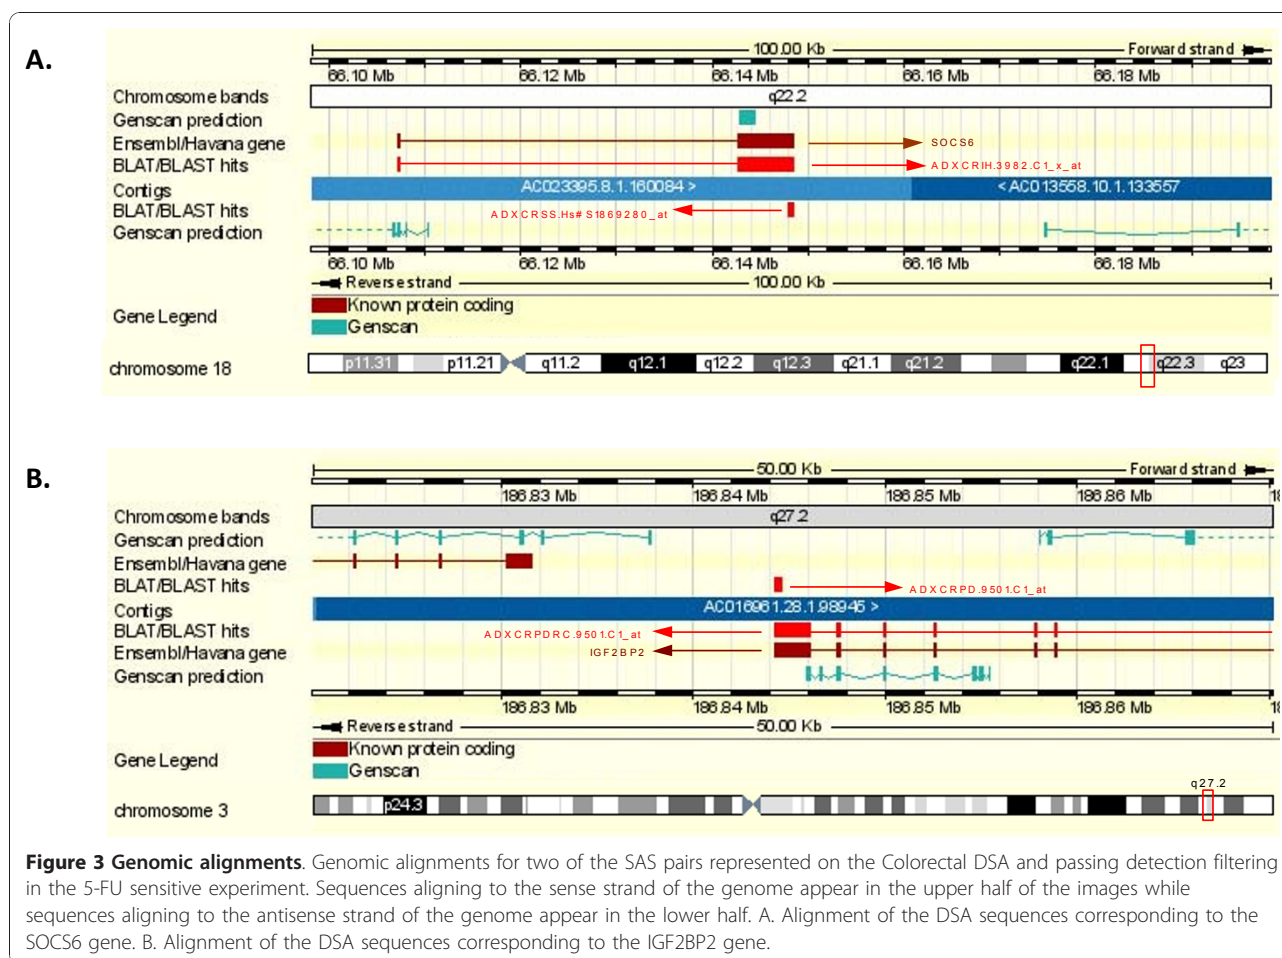 A.
100.00 Kb Forward strand
66.10 Mb 66.12 Mb 66.14 Mb 66.16 Mb 66.18 Mb
Chromosome bands q22.2
Genscan prediction
Ensembl/Havana gene SOCS6
BLAT/BLAST hits ADXCRIH.3982.C1_x_at
Contigs AC023395.8.1.160084 > < AC013558.10.1.133557
BLAT/BLAST hits ADXCRSS.Hs#S1869280_at
Genscan prediction
66.10 Mb 66.12 Mb 66.14 Mb 66.16 Mb 66.18 Mb
Reverse strand 100.00 Kb
Gene Legend
Known protein coding
Genscan
chromosome 18 p11.31 p11.21 q11.2 q12.1 q12.2 q12.3 q21.1 q21.2 q22.1 q22.3 q23
B.
50.00 Kb Forward strand
186.83 Mb 186.84 Mb 186.85 Mb 186.86 Mb 18
Chromosome bands q27.2
Genscan prediction
Ensembl/Havana gene
BLAT/BLAST hits ADXCRPD.9501.C1_at
Contigs AC016961.28.1.98945 >
BLAT/BLAST hits ADXCRPDRC.9501.C1_at
Ensembl/Havana gene IGF2BP2
Genscan prediction
186.83 Mb 186.84 Mb 186.85 Mb 186.86 Mb 18
Reverse strand 50.00 Kb
Gene Legend
Known protein coding
Genscan
q27.2
chromosome 3 p24.3
Figure 3 Genomic alignments. Genomic alignments for two of the SAS pairs represented on the Colorectal DSA and passing detection filtering
in the 5-FU sensitive experiment. Sequences aligning to the sense strand of the genome appear in the upper half of the images while
sequences aligning to the antisense strand of the genome appear in the lower half. A. Alignment of the DSA sequences corresponding to the
SOCS6 gene. B. Alignment of the DSA sequences corresponding to the IGF2BP2 gene.